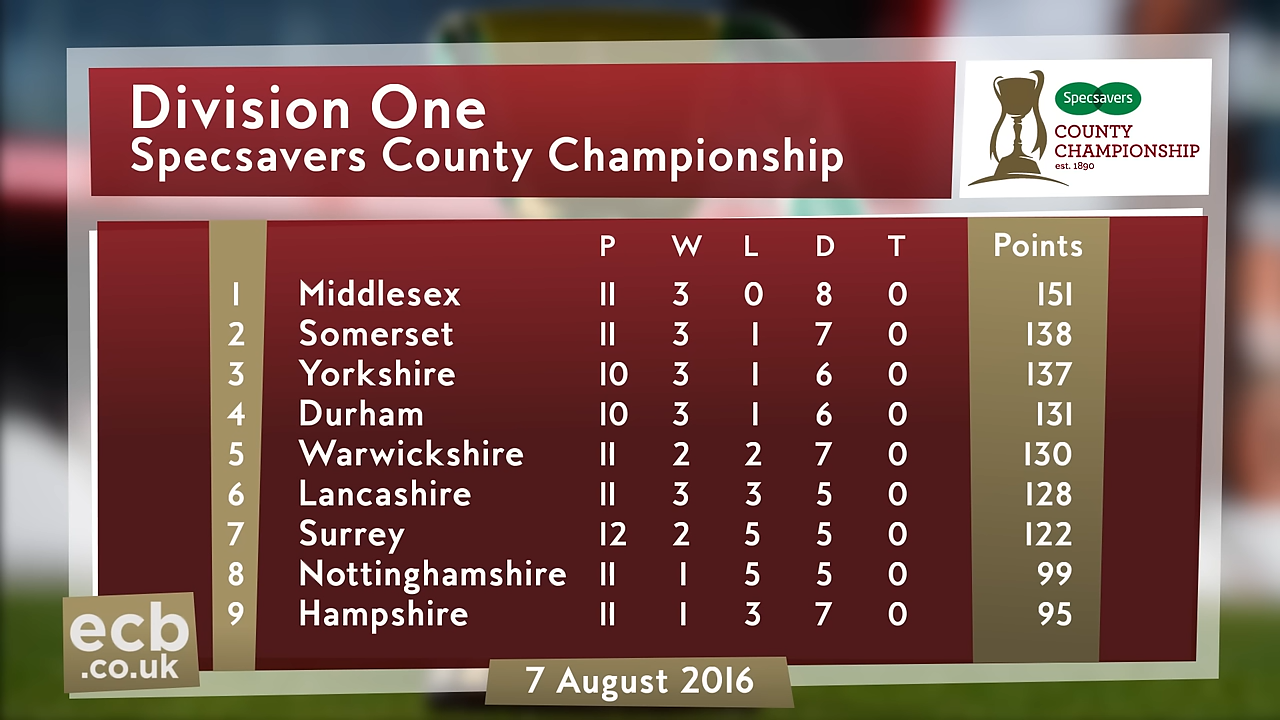 Division One
Specsavers County Championship
Specsavers
COUNTY
CHAMPIONSHIP
est. 1890
P W L D T Points
1 Middlesex 11 3 0 8 0 151
2 Somerset 11 3 1 7 0 138
3 Yorkshire 10 3 1 6 0 137
4 Durham 10 3 1 6 0 131
5 Warwickshire 11 2 2 7 0 130
6 Lancashire 11 3 3 5 0 128
7 Surrey 12 2 5 5 0 122
8 Nottinghamshire 11 1 5 5 0 99
9 Hampshire 11 1 3 7 0 95
ecb
.co.uk
7 August 2016